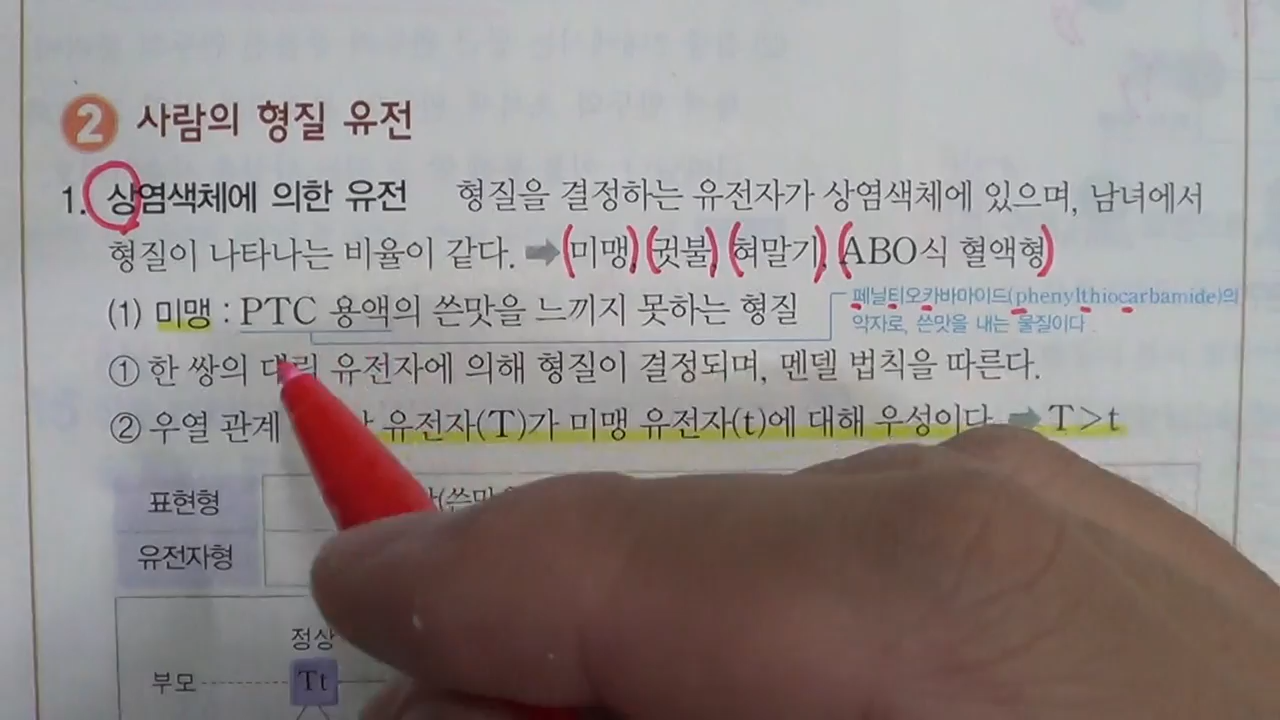 2 사람의 형질 유전
1. 상염색체에 의한 유전 형질을 결정하는 유전자가 상염색체에 있으며, 남녀에서
형질이 나타나는 비율이 같다. ➡ 미맹, 귓불, 혀말기, ABO식 혈액형
(1) 미맹 : PTC 용액의 쓴맛을 느끼지 못하는 형질
페닐티오카바마이드(phenylthiocarbamide)의
약자로, 쓴맛을 내는 물질이다
① 한 쌍의 대립 유전자에 의해 형질이 결정되며, 멘델 법칙을 따른다.
② 우열 관계 유전자(T)가 미맹 유전자(t)에 대해 우성이다 ➡ T>t
표현형
유전자형
정상
부모 Tt